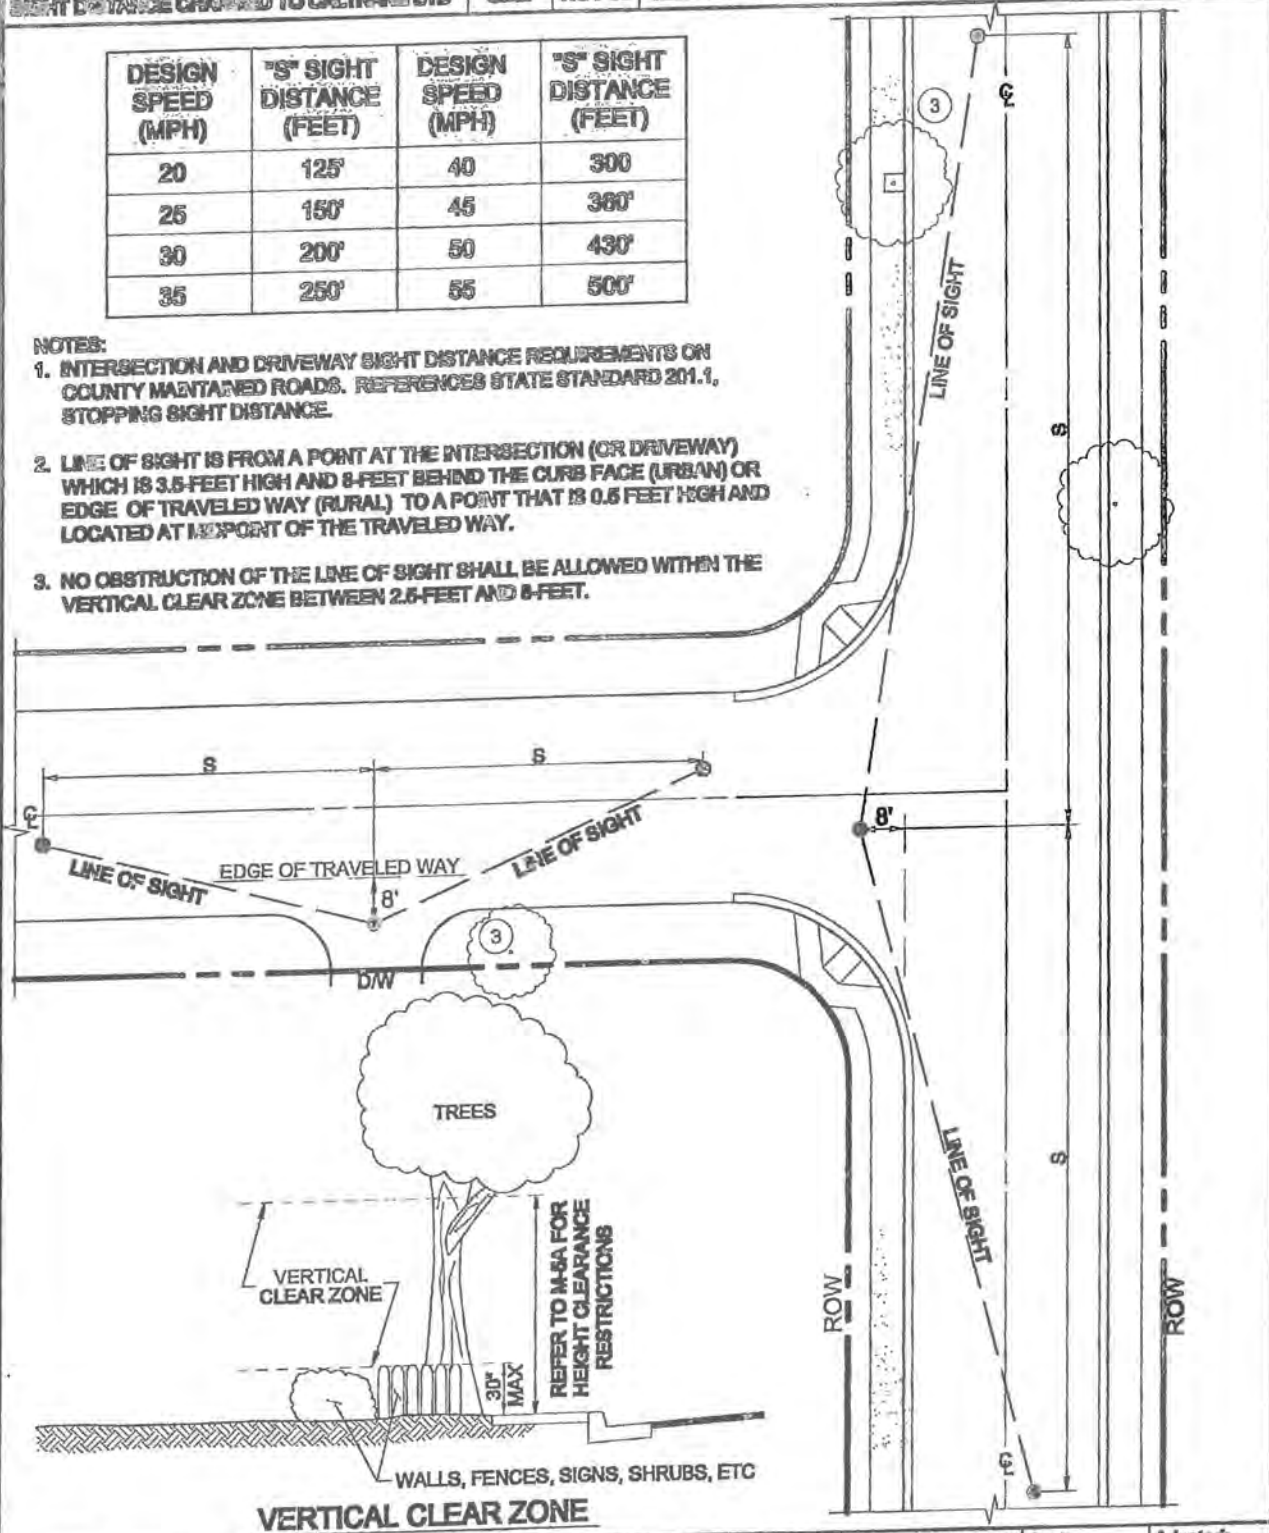 SIGHT DISTANCE CHANGED TO CALTRANS STD
DESIGN SPEED (MPH) "S" SIGHT DISTANCE (FEET) DESIGN SPEED (MPH) "S" SIGHT DISTANCE (FEET)
20 125' 40 300
25 150' 45 360'
30 200' 50 430'
35 250' 55 500'
NOTES:
1. INTERSECTION AND DRIVEWAY SIGHT DISTANCE REQUIREMENTS ON
COUNTY MAINTAINED ROADS. REFERENCES STATE STANDARD 201.1,
STOPPING SIGHT DISTANCE.
2. LINE OF SIGHT IS FROM A POINT AT THE INTERSECTION (OR DRIVEWAY)
WHICH IS 3.5-FEET HIGH AND 8-FEET BEHIND THE CURB FACE (URBAN) OR
EDGE OF TRAVELED WAY (RURAL) TO A POINT THAT IS 0.5 FEET HIGH AND
LOCATED AT MIDPOINT OF THE TRAVELED WAY.
3. NO OBSTRUCTION OF THE LINE OF SIGHT SHALL BE ALLOWED WITHIN THE
VERTICAL CLEAR ZONE BETWEEN 2.5-FEET AND 8-FEET.
3
℄
LINE OF SIGHT
S
S
S
℄
LINE OF SIGHT
EDGE OF TRAVELED WAY
LINE OF SIGHT
8'
8'
3
D/W
TREES
LINE OF SIGHT
S
VERTICAL
CLEAR ZONE
REFER TO M-5A FOR
HEIGHT CLEARANCE
RESTRICTIONS
30"
MAX
ROW
ROW
℄
WALLS, FENCES, SIGNS, SHRUBS, ETC
VERTICAL CLEAR ZONE